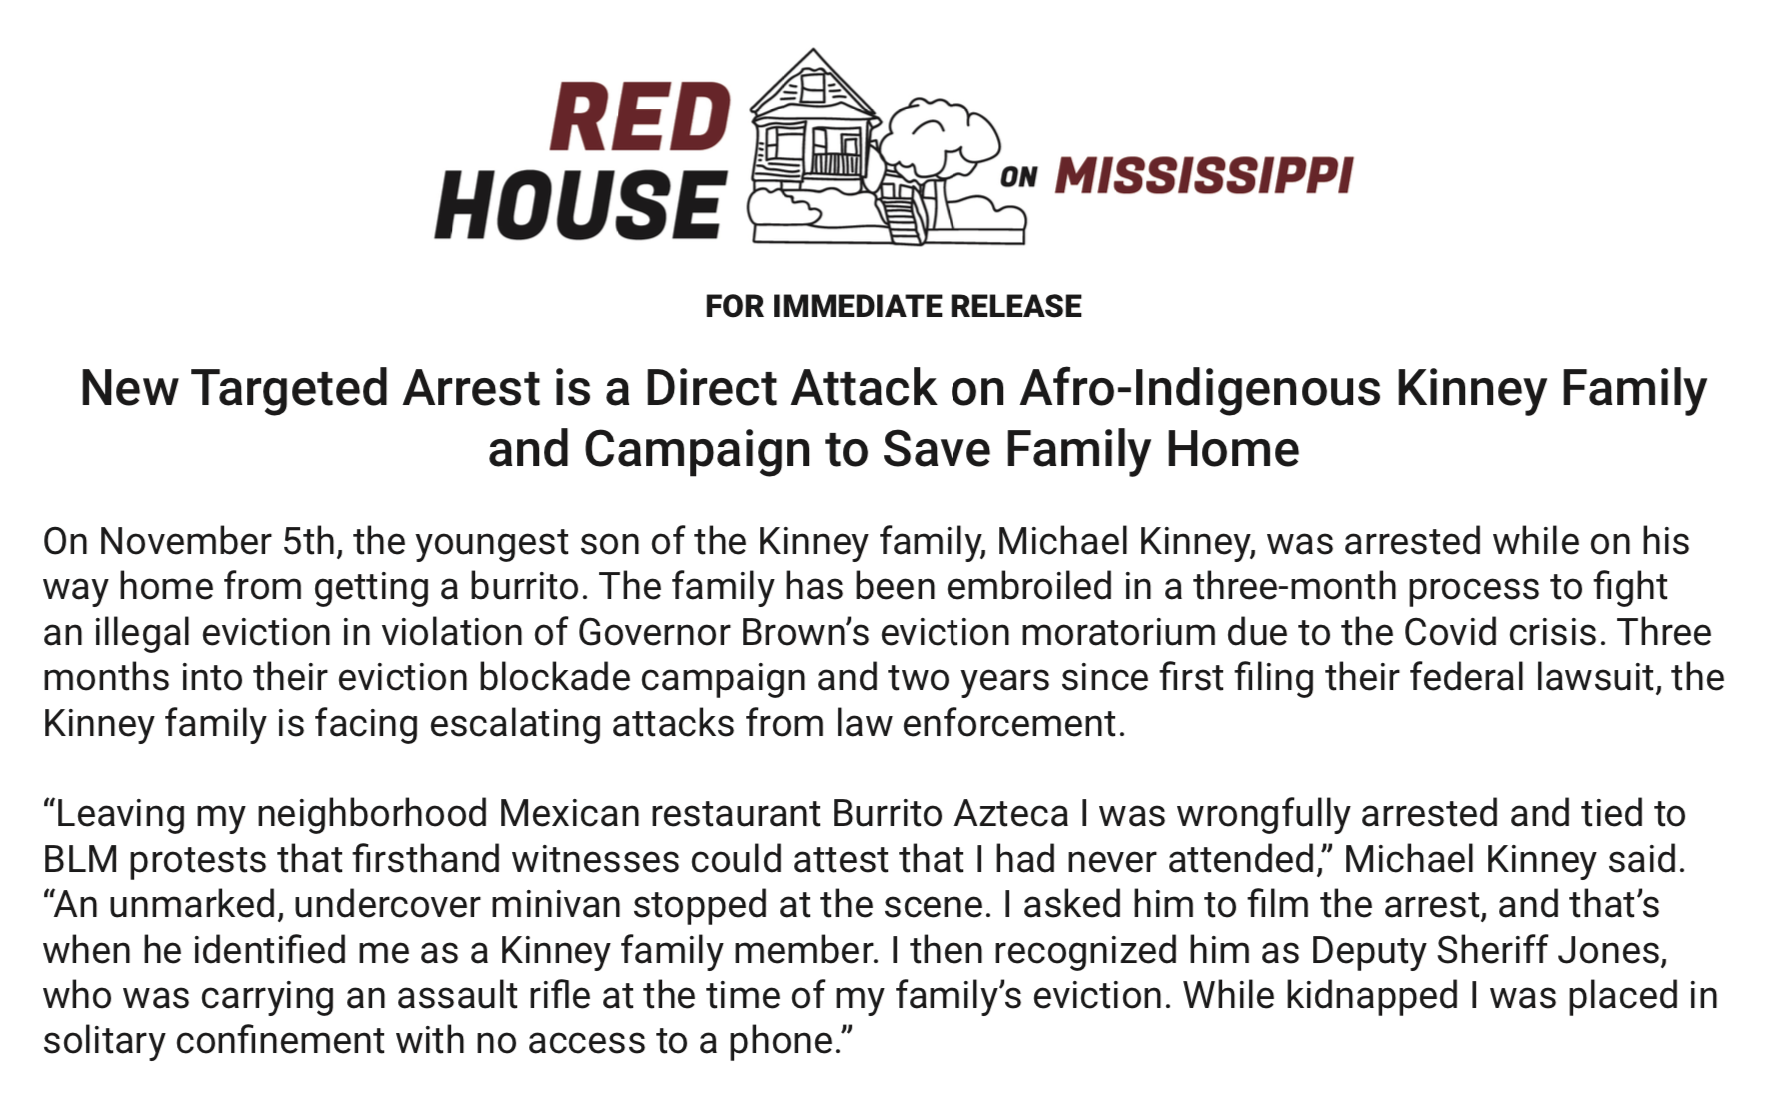 RED
HOUSE
ON MISSISSIPPI
FOR IMMEDIATE RELEASE
New Targeted Arrest is a Direct Attack on Afro-Indigenous Kinney Family
and Campaign to Save Family Home
On November 5th, the youngest son of the Kinney family, Michael Kinney, was arrested while on his
way home from getting a burrito. The family has been embroiled in a three-month process to fight
an illegal eviction in violation of Governor Brown’s eviction moratorium due to the Covid crisis. Three
months into their eviction blockade campaign and two years since first filing their federal lawsuit, the
Kinney family is facing escalating attacks from law enforcement.
“Leaving my neighborhood Mexican restaurant Burrito Azteca I was wrongfully arrested and tied to
BLM protests that firsthand witnesses could attest that I had never attended,” Michael Kinney said.
“An unmarked, undercover minivan stopped at the scene. I asked him to film the arrest, and that’s
when he identified me as a Kinney family member. I then recognized him as Deputy Sheriff Jones,
who was carrying an assault rifle at the time of my family’s eviction. While kidnapped I was placed in
solitary confinement with no access to a phone.”